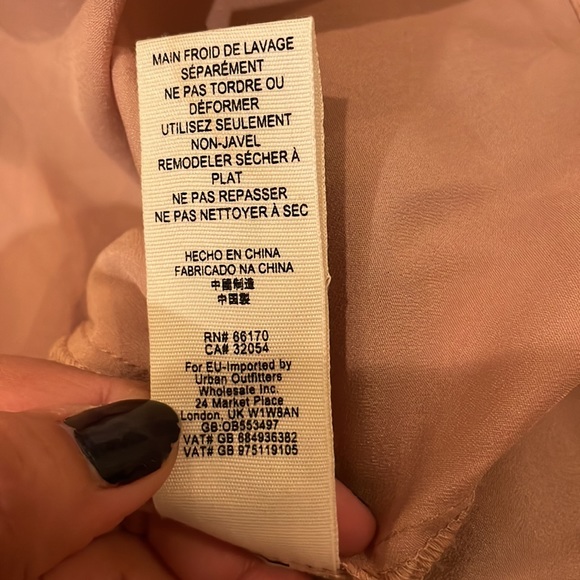 MAIN FROID DE LAVAGE
SÉPARÉMENT
NE PAS TORDRE OU
DÉFORMER
UTILISEZ SEULEMENT
NON-JAVEL
REMODELER SÉCHER À
PLAT
NE PAS REPASSER
NE PAS NETTOYER À SEC
HECHO EN CHINA
FABRICADO NA CHINA
中國制造
中国製
RN# 66170
CA# 32054
For EU-Imported by
Urban Outfitters
Wholesale Inc.
24 Market Place
London, UK W1W8AN
GB:OB553497
VAT# GB 684936382
VAT# GB 975119105